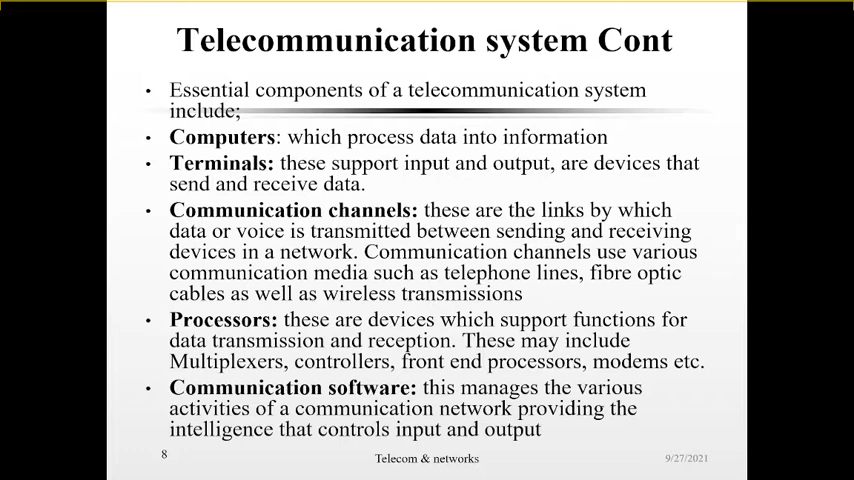 Telecommunication system Cont
• Essential components of a telecommunication system
include;
• Computers: which process data into information
• Terminals: these support input and output, are devices that
send and receive data.
• Communication channels: these are the links by which
data or voice is transmitted between sending and receiving
devices in a network. Communication channels use various
communication media such as telephone lines, fibre optic
cables as well as wireless transmissions
• Processors: these are devices which support functions for
data transmission and reception. These may include
Multiplexers, controllers, front end processors, modems etc.
• Communication software: this manages the various
activities of a communication network providing the
intelligence that controls input and output
8 Telecom & networks 9/27/2021